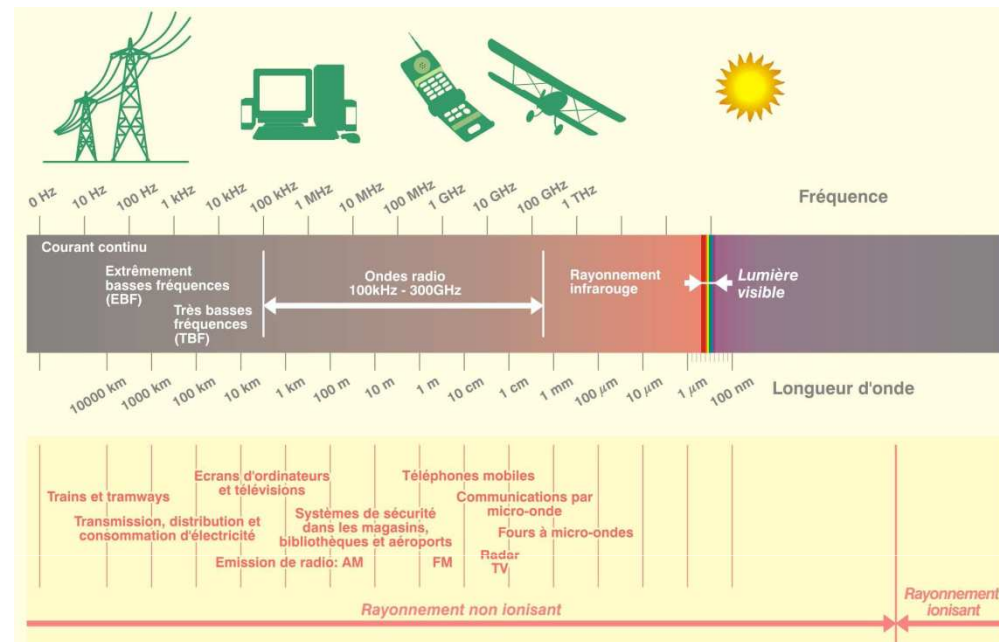 0 Hz
10 Hz
100 Hz
1 kHz
10 kHz
100 kHz
1 MHz
10 MHz
100 MHz
1 GHz
10 GHz
100 GHz
1 THz
Fréquence
Courant continu
Extrêmement
basses fréquences
(EBF)
Très basses
fréquences
(TBF)
Ondes radio
100kHz - 300GHz
Rayonnement
infrarouge
Lumière
visible
10000 km
1000 km
100 km
10 km
1 km
100 m
10 m
1 m
10 cm
1 cm
1 mm
100 µm
10 µm
1 µm
100 nm
Longueur d'onde
Trains et tramways
Ecrans d'ordinateurs
et télévisions
Téléphones mobiles
Transmission, distribution et
consommation d'électricité
Systèmes de sécurité
dans les magasins,
bibliothèques et aéroports
Communications par
micro-onde
Fours à micro-ondes
Emission de radio: AM
FM
Radar
TV
Rayonnement non ionisant
Rayonnement
ionisant